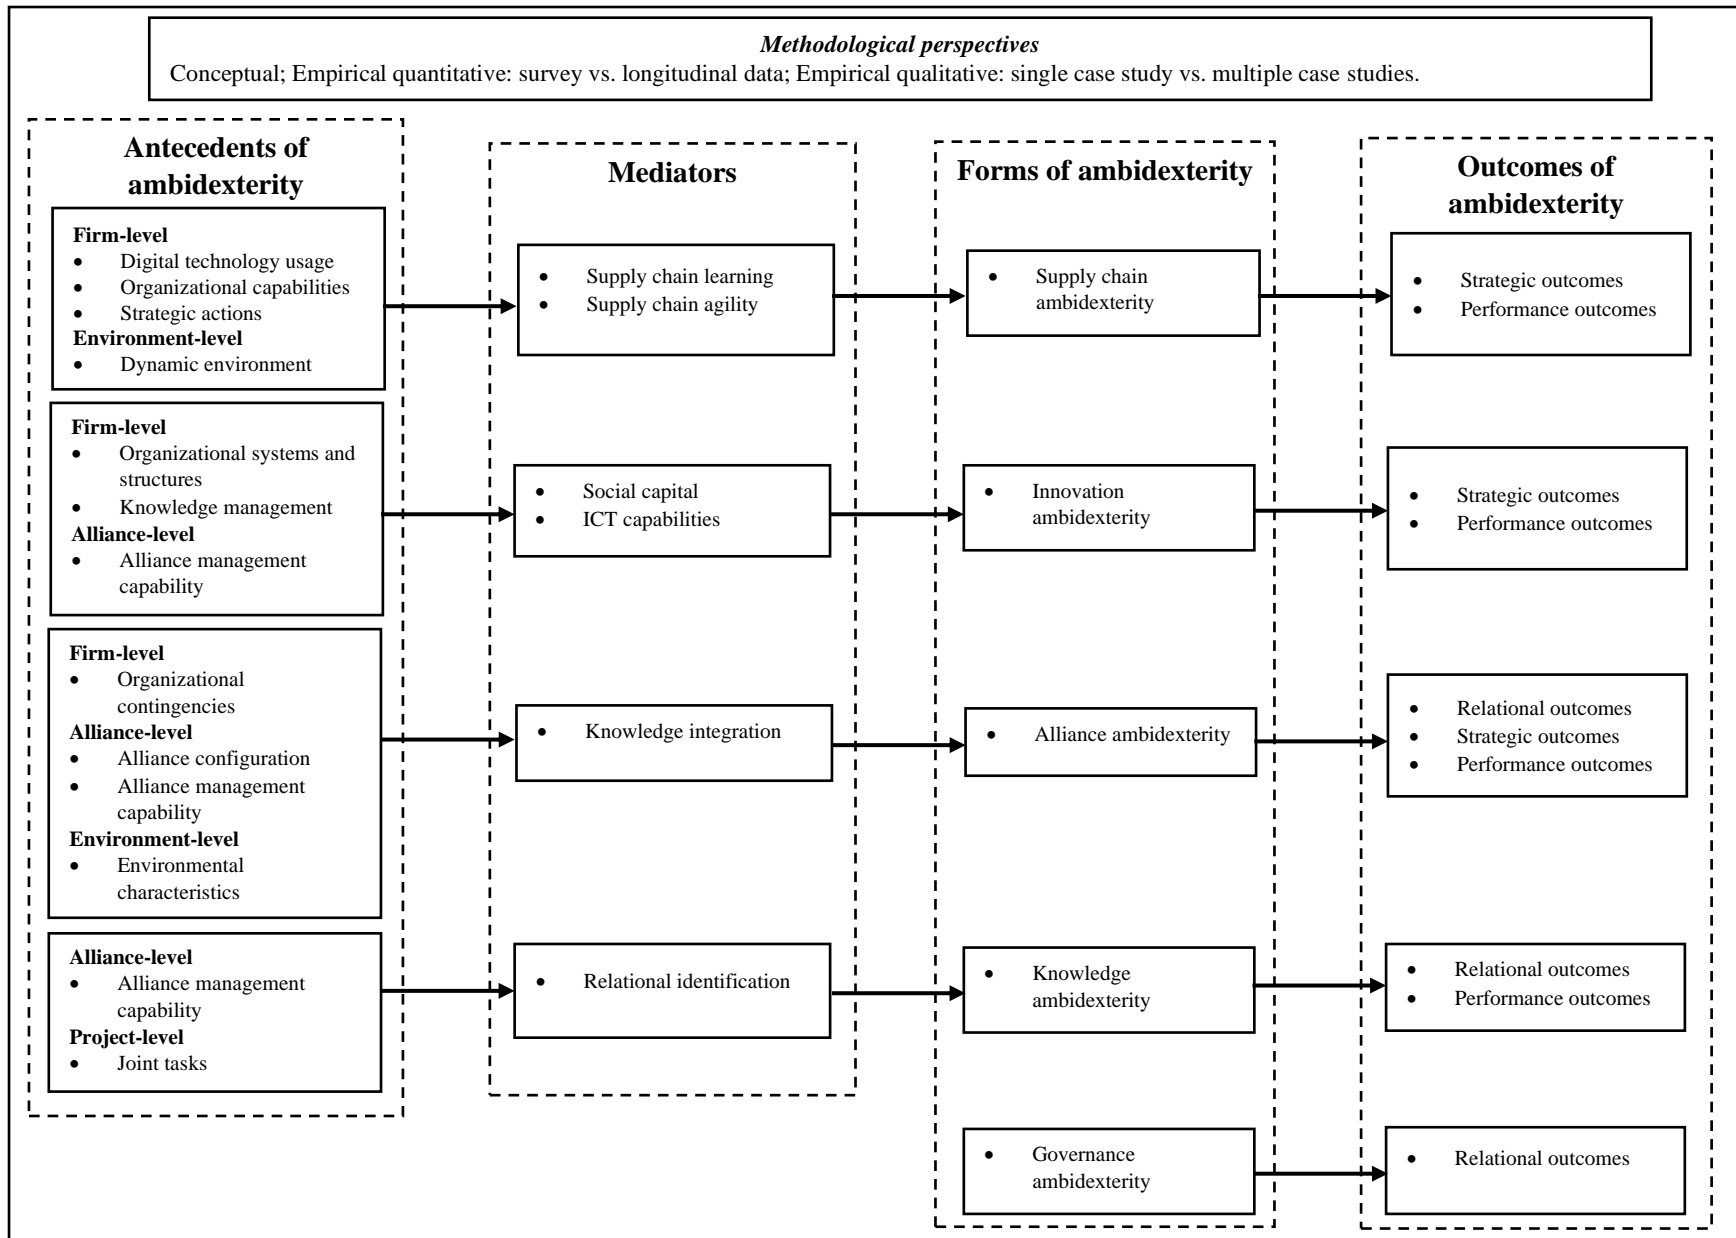 Methodological perspectives
Conceptual; Empirical quantitative: survey vs. longitudinal data; Empirical qualitative: single case study vs. multiple case studies.
Antecedents of
ambidexterity
Firm-level
• Digital technology usage
• Organizational capabilities
• Strategic actions
Environment-level
• Dynamic environment
Firm-level
• Organizational systems and
structures
• Knowledge management
Alliance-level
• Alliance management
capability
Firm-level
• Organizational
contingencies
Alliance-level
• Alliance configuration
• Alliance management
capability
Environment-level
• Environmental
characteristics
Alliance-level
• Alliance management
capability
Project-level
• Joint tasks
Mediators
• Supply chain learning
• Supply chain agility
• Social capital
• ICT capabilities
• Knowledge integration
• Relational identification
Forms of ambidexterity
• Supply chain
ambidexterity
• Innovation
ambidexterity
• Alliance ambidexterity
• Knowledge
ambidexterity
• Governance
ambidexterity
Outcomes of
ambidexterity
• Strategic outcomes
• Performance outcomes
• Strategic outcomes
• Performance outcomes
• Relational outcomes
• Strategic outcomes
• Performance outcomes
• Relational outcomes
• Performance outcomes
• Relational outcomes